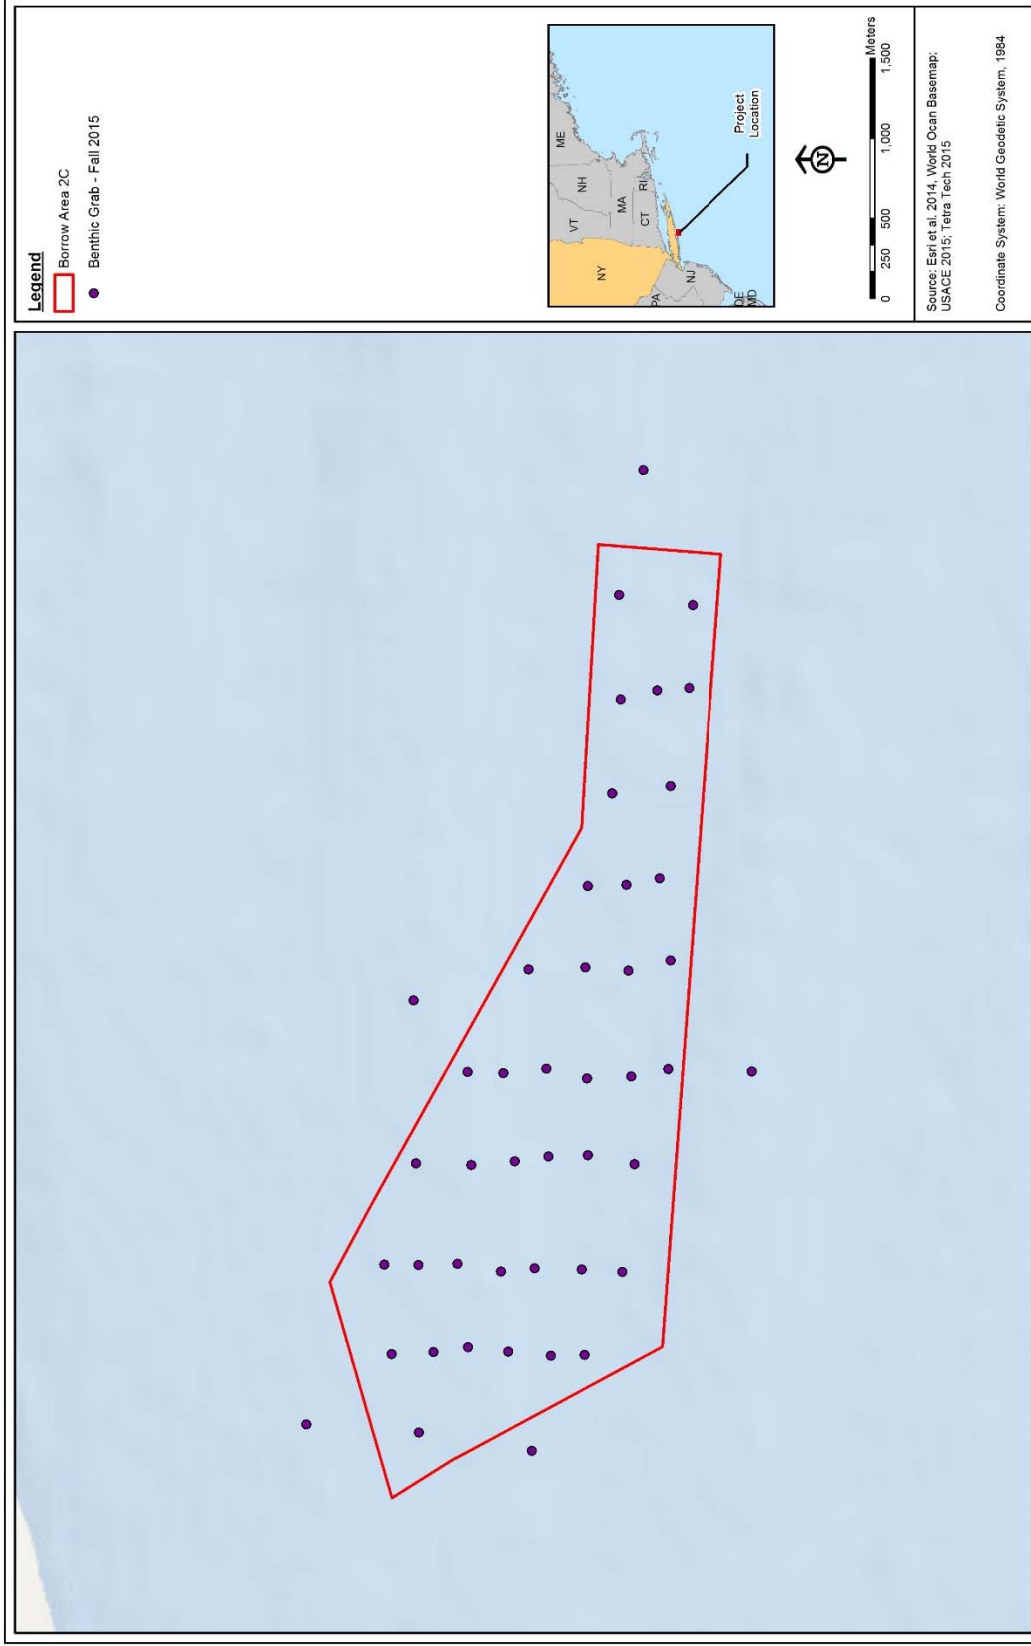 Legend
Borrow Area 2C
Benthic Grab - Fall 2015
NY
VT
NH
ME
MA
CT
RI
PA
NJ
DE
MD
Project
Location
N
0
250
500
1,000
1,500
Meters
Source: Esri et al. 2014, World Ocan Basemap;
USACE 2015; Tetra Tech 2015
Coordinate System: World Geodetic System, 1984